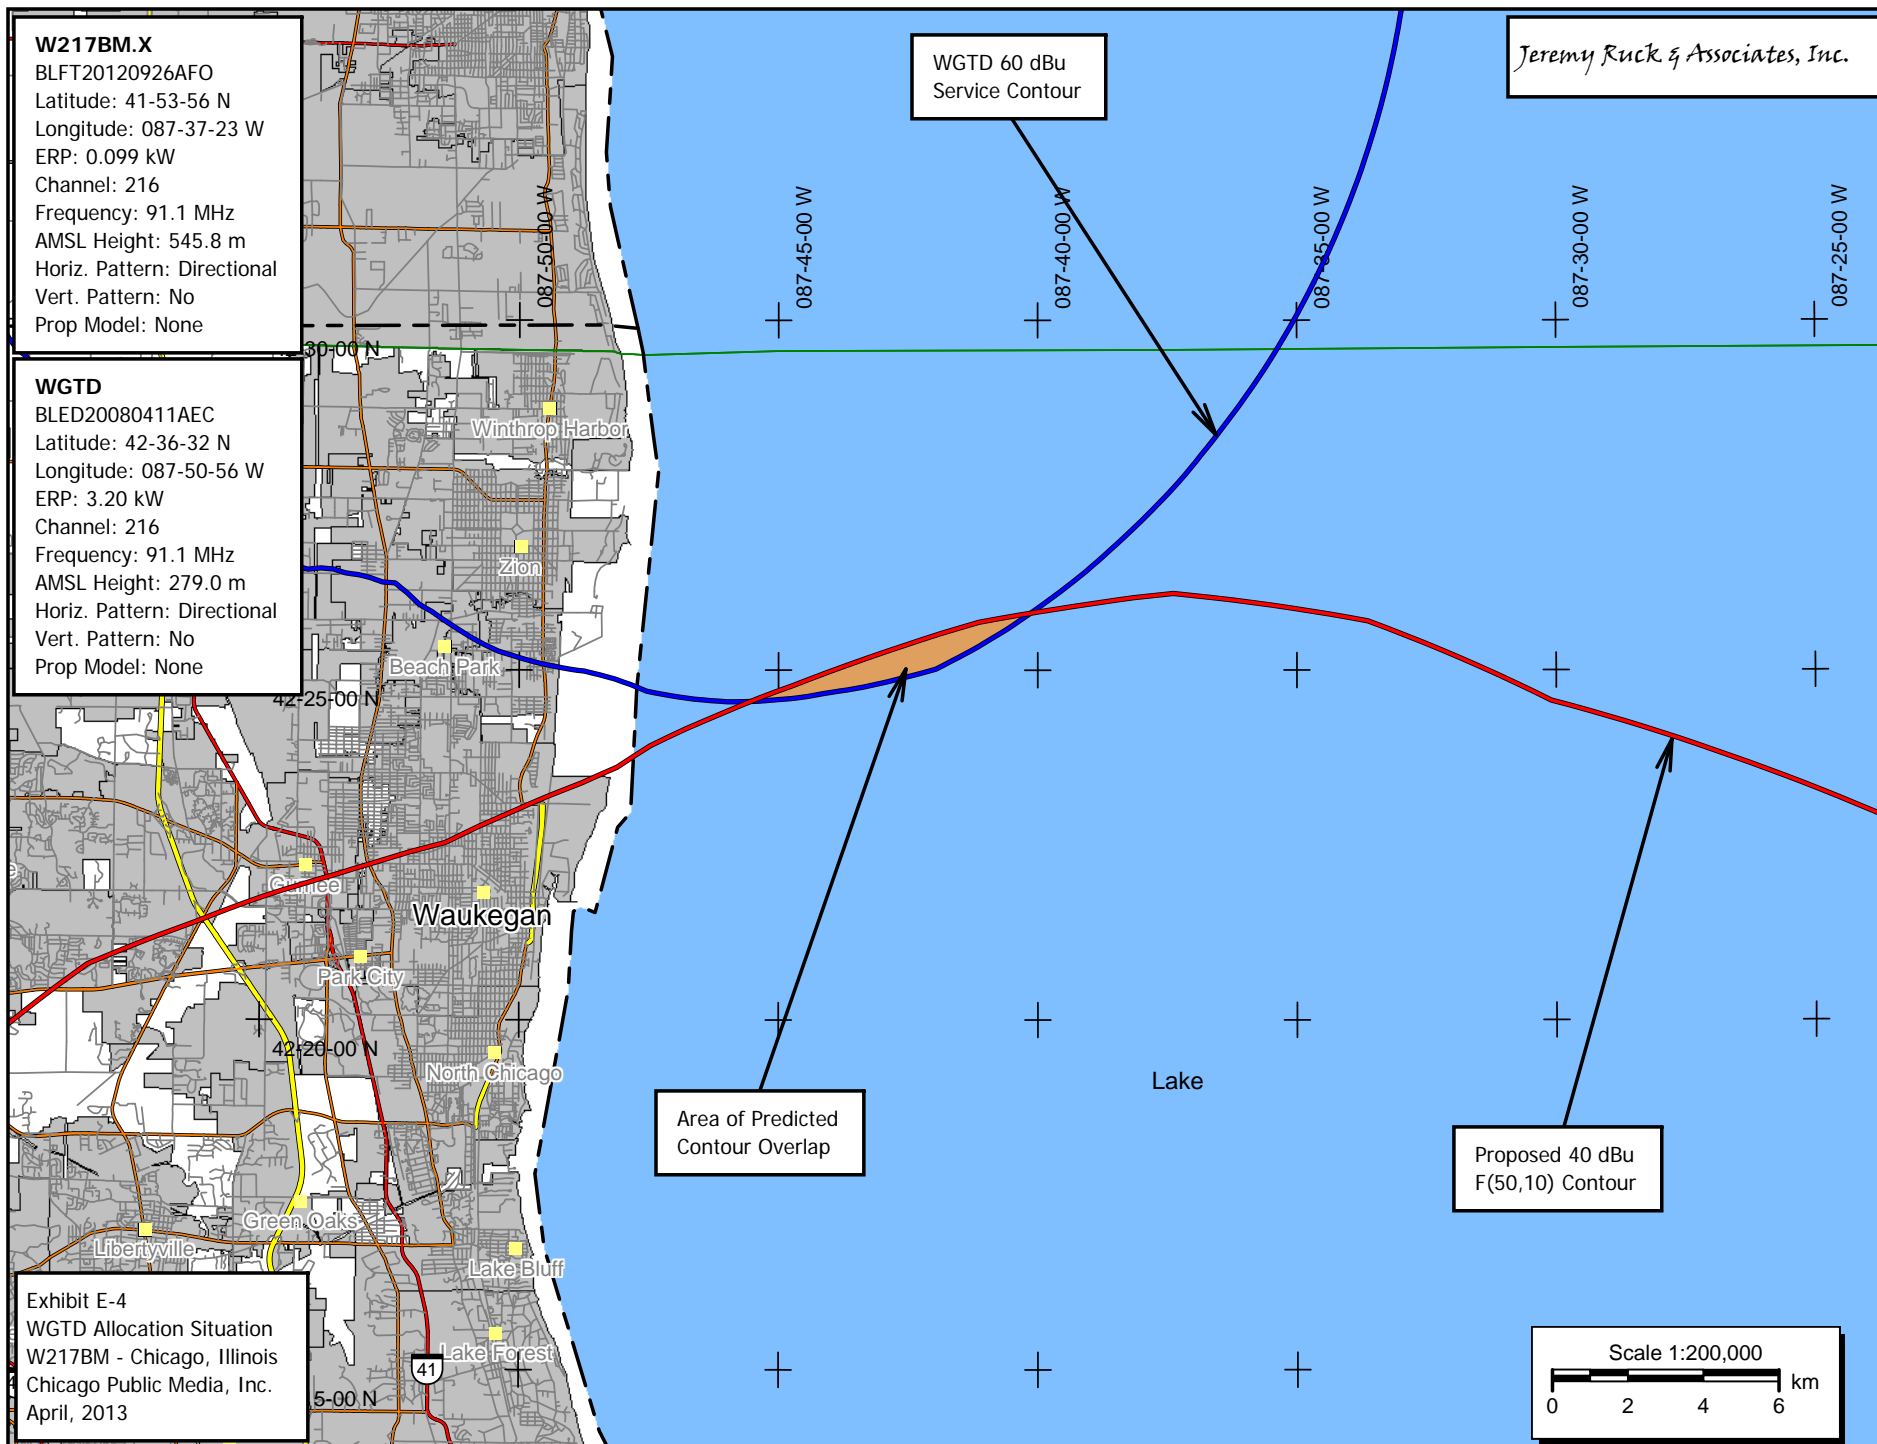 W217BM.X
BLFT20120926AFO
Latitude: 41-53-56 N
Longitude: 087-37-23 W
ERP: 0.099 kW
Channel: 216
Frequency: 91.1 MHz
AMSL Height: 545.8 m
Horiz. Pattern: Directional
Vert. Pattern: No
Prop Model: None
WGTD
BLED20080411AEC
Latitude: 42-36-32 N
Longitude: 087-50-56 W
ERP: 3.20 kW
Channel: 216
Frequency: 91.1 MHz
AMSL Height: 279.0 m
Horiz. Pattern: Directional
Vert. Pattern: No
Prop Model: None
WGTD 60 dBu
Service Contour
Jeremy Ruck & Associates, Inc.
087-50-00 W
087-45-00 W
087-40-00 W
087-35-00 W
087-30-00 W
087-25-00 W
30-00 N
Winthrop Harbor
Zion
Beach Park
42-25-00 N
Gurnee
Waukegan
Park City
42-20-00 N
North Chicago
Lake
Area of Predicted
Contour Overlap
Proposed 40 dBu
F(50,10) Contour
Green Oaks
Libertyville
Lake Bluff
Lake Forest
41
5-00 N
Exhibit E-4
WGTD Allocation Situation
W217BM - Chicago, Illinois
Chicago Public Media, Inc.
April, 2013
Scale 1:200,000
km
0 2 4 6